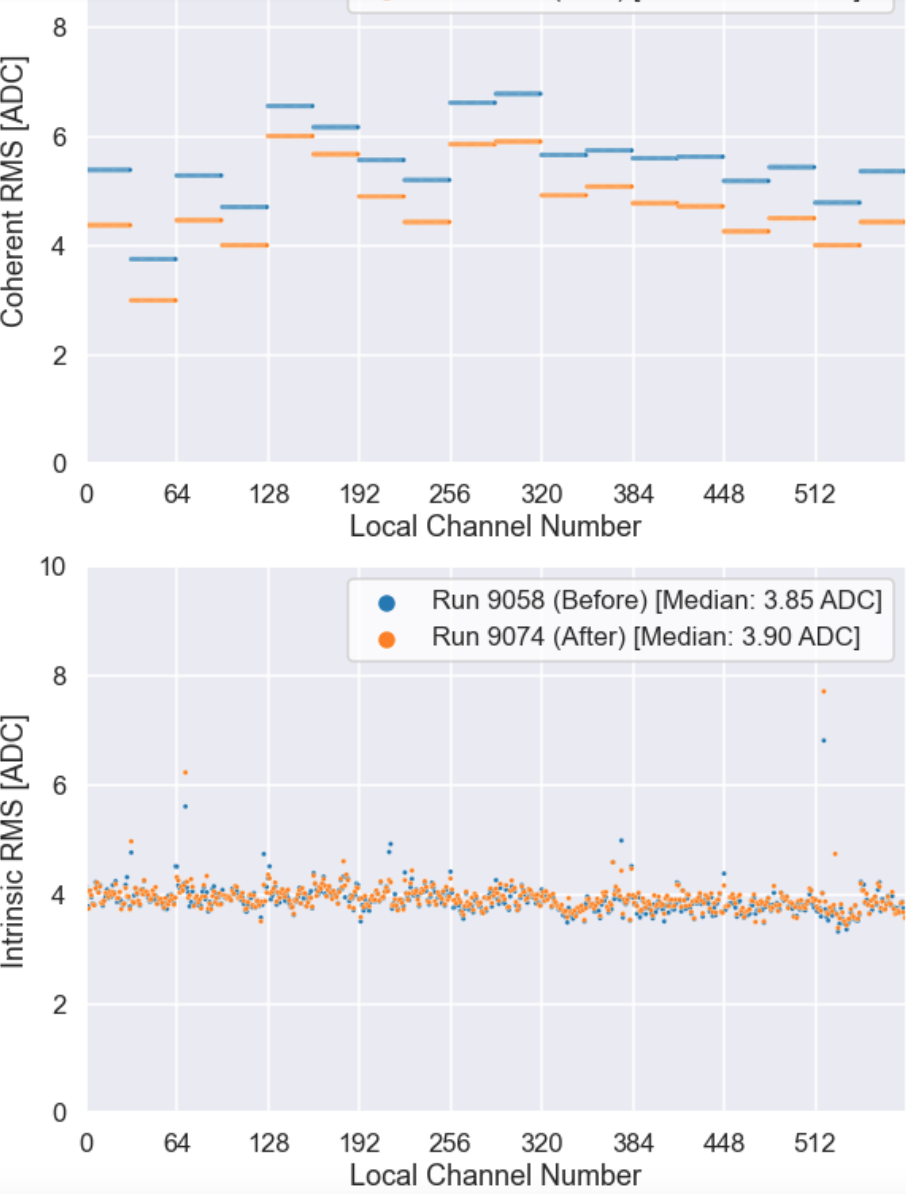 8
6
4
2
0
Coherent RMS [ADC]
0 64 128 192 256 320 384 448 512
Local Channel Number
10
8
6
4
2
0
Intrinsic RMS [ADC]
Run 9058 (Before) [Median: 3.85 ADC]
Run 9074 (After) [Median: 3.90 ADC]
0 64 128 192 256 320 384 448 512
Local Channel Number